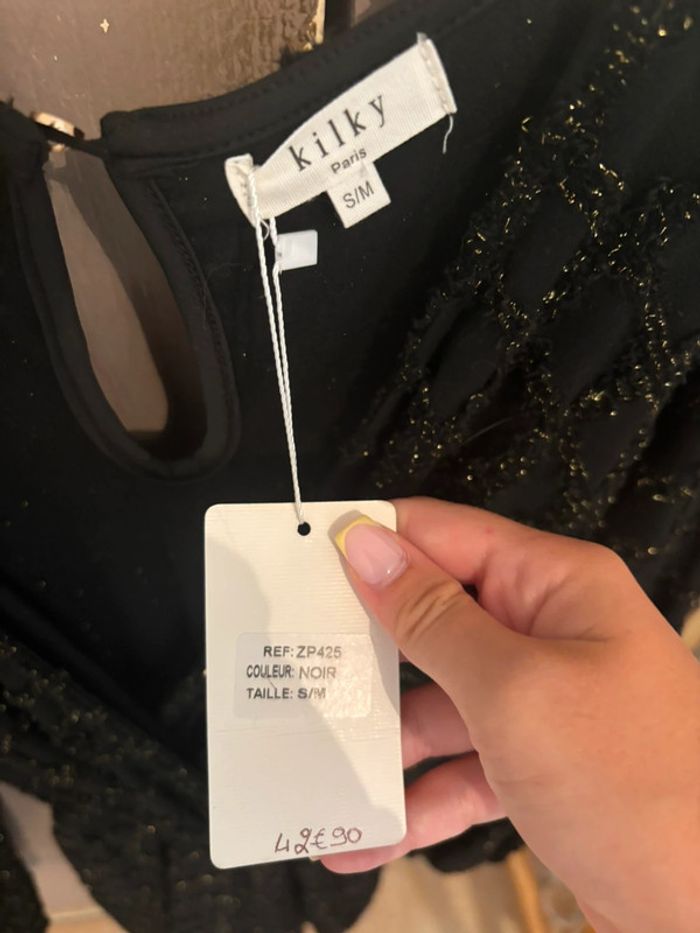 kilky
Paris
S/M
REF: ZP425
COULEUR: NOIR
TAILLE: S/M
42€90